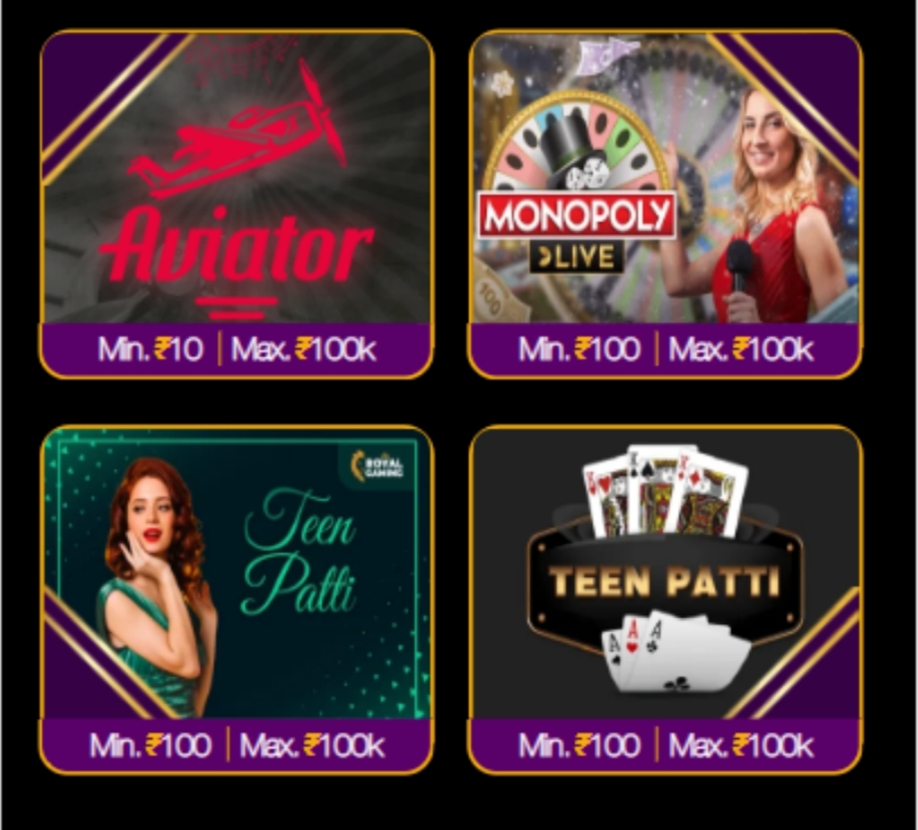 Aviator
Min. ₹10 | Max. ₹100k
MONOPOLY
LIVE
100
Min. ₹100 | Max. ₹100k
ROYAL
GAMING
Teen
Patti
Min. ₹100 | Max. ₹100k
K K K
TEEN PATTI
A A A
Min. ₹100 | Max. ₹100k